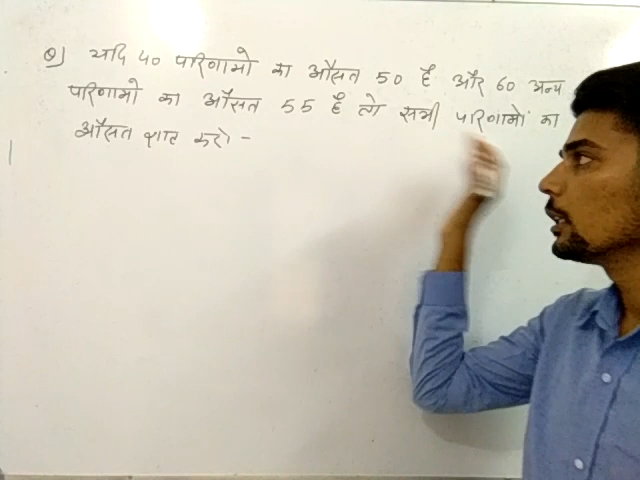 Q) यदि 40 परिणामो का औसत 50 है और 60 अन्य
परिणामो का औसत 55 है तो सभी परिणामों का
औसत ज्ञात करो -